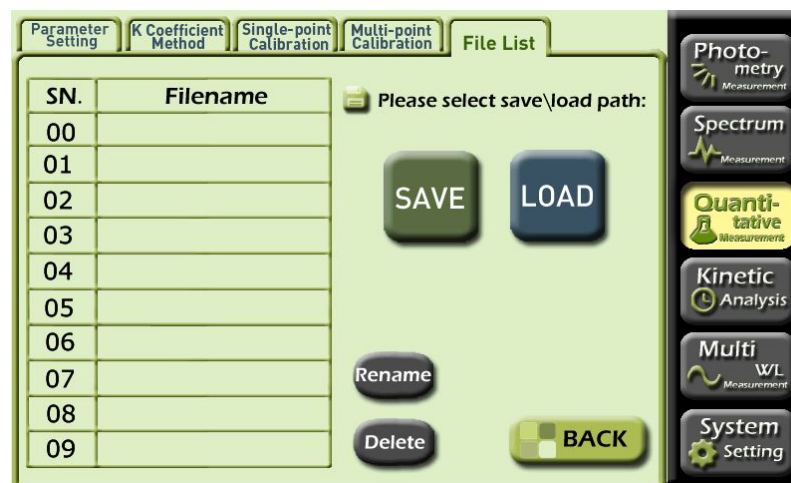 Parameter
Setting
K Coefficient
Method
Single-point
Calibration
Multi-point
Calibration
File List
SN. Filename
00
01
02
03
04
05
06
07
08
09
Please select save\load path:
SAVE
LOAD
Rename
Delete
BACK
Photo-
metry
Measurement
Spectrum
Measurement
Quanti-
tative
Measurement
Kinetic
Analysis
Multi
WL
Measurement
System
Setting